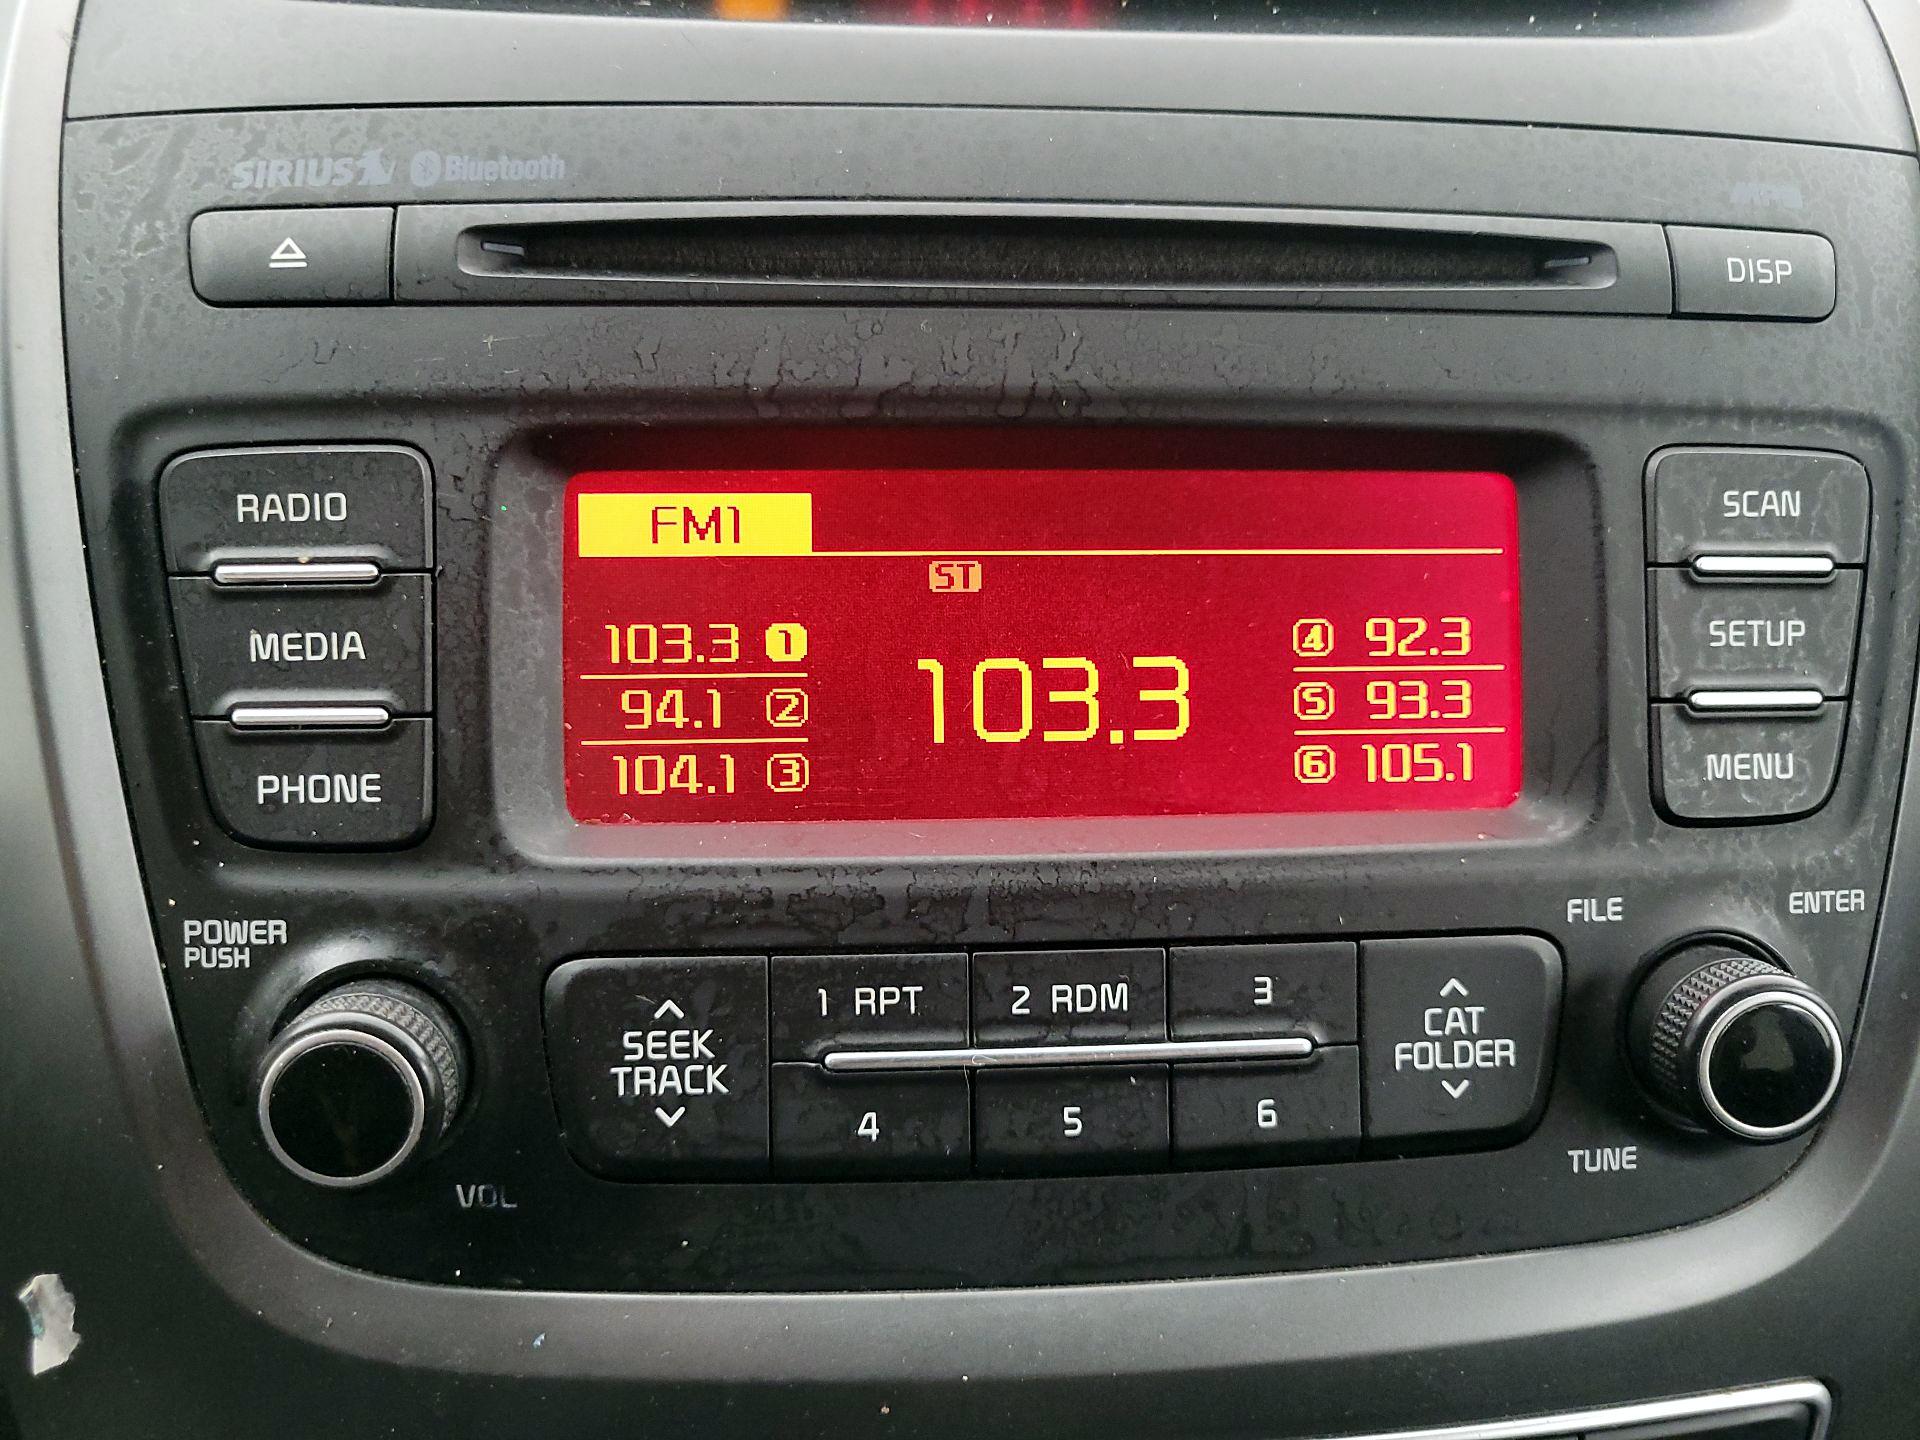 SIRIUS Bluetooth
DISP
RADIO
MEDIA
PHONE
FM1
ST
103.3 1
94.1 2
104.1 3
103.3
4 92.3
5 93.3
6 105.1
SCAN
SETUP
MENU
POWER
PUSH
VOL
SEEK
TRACK
1 RPT
2 RDM
3
4
5
6
CAT
FOLDER
FILE
ENTER
TUNE